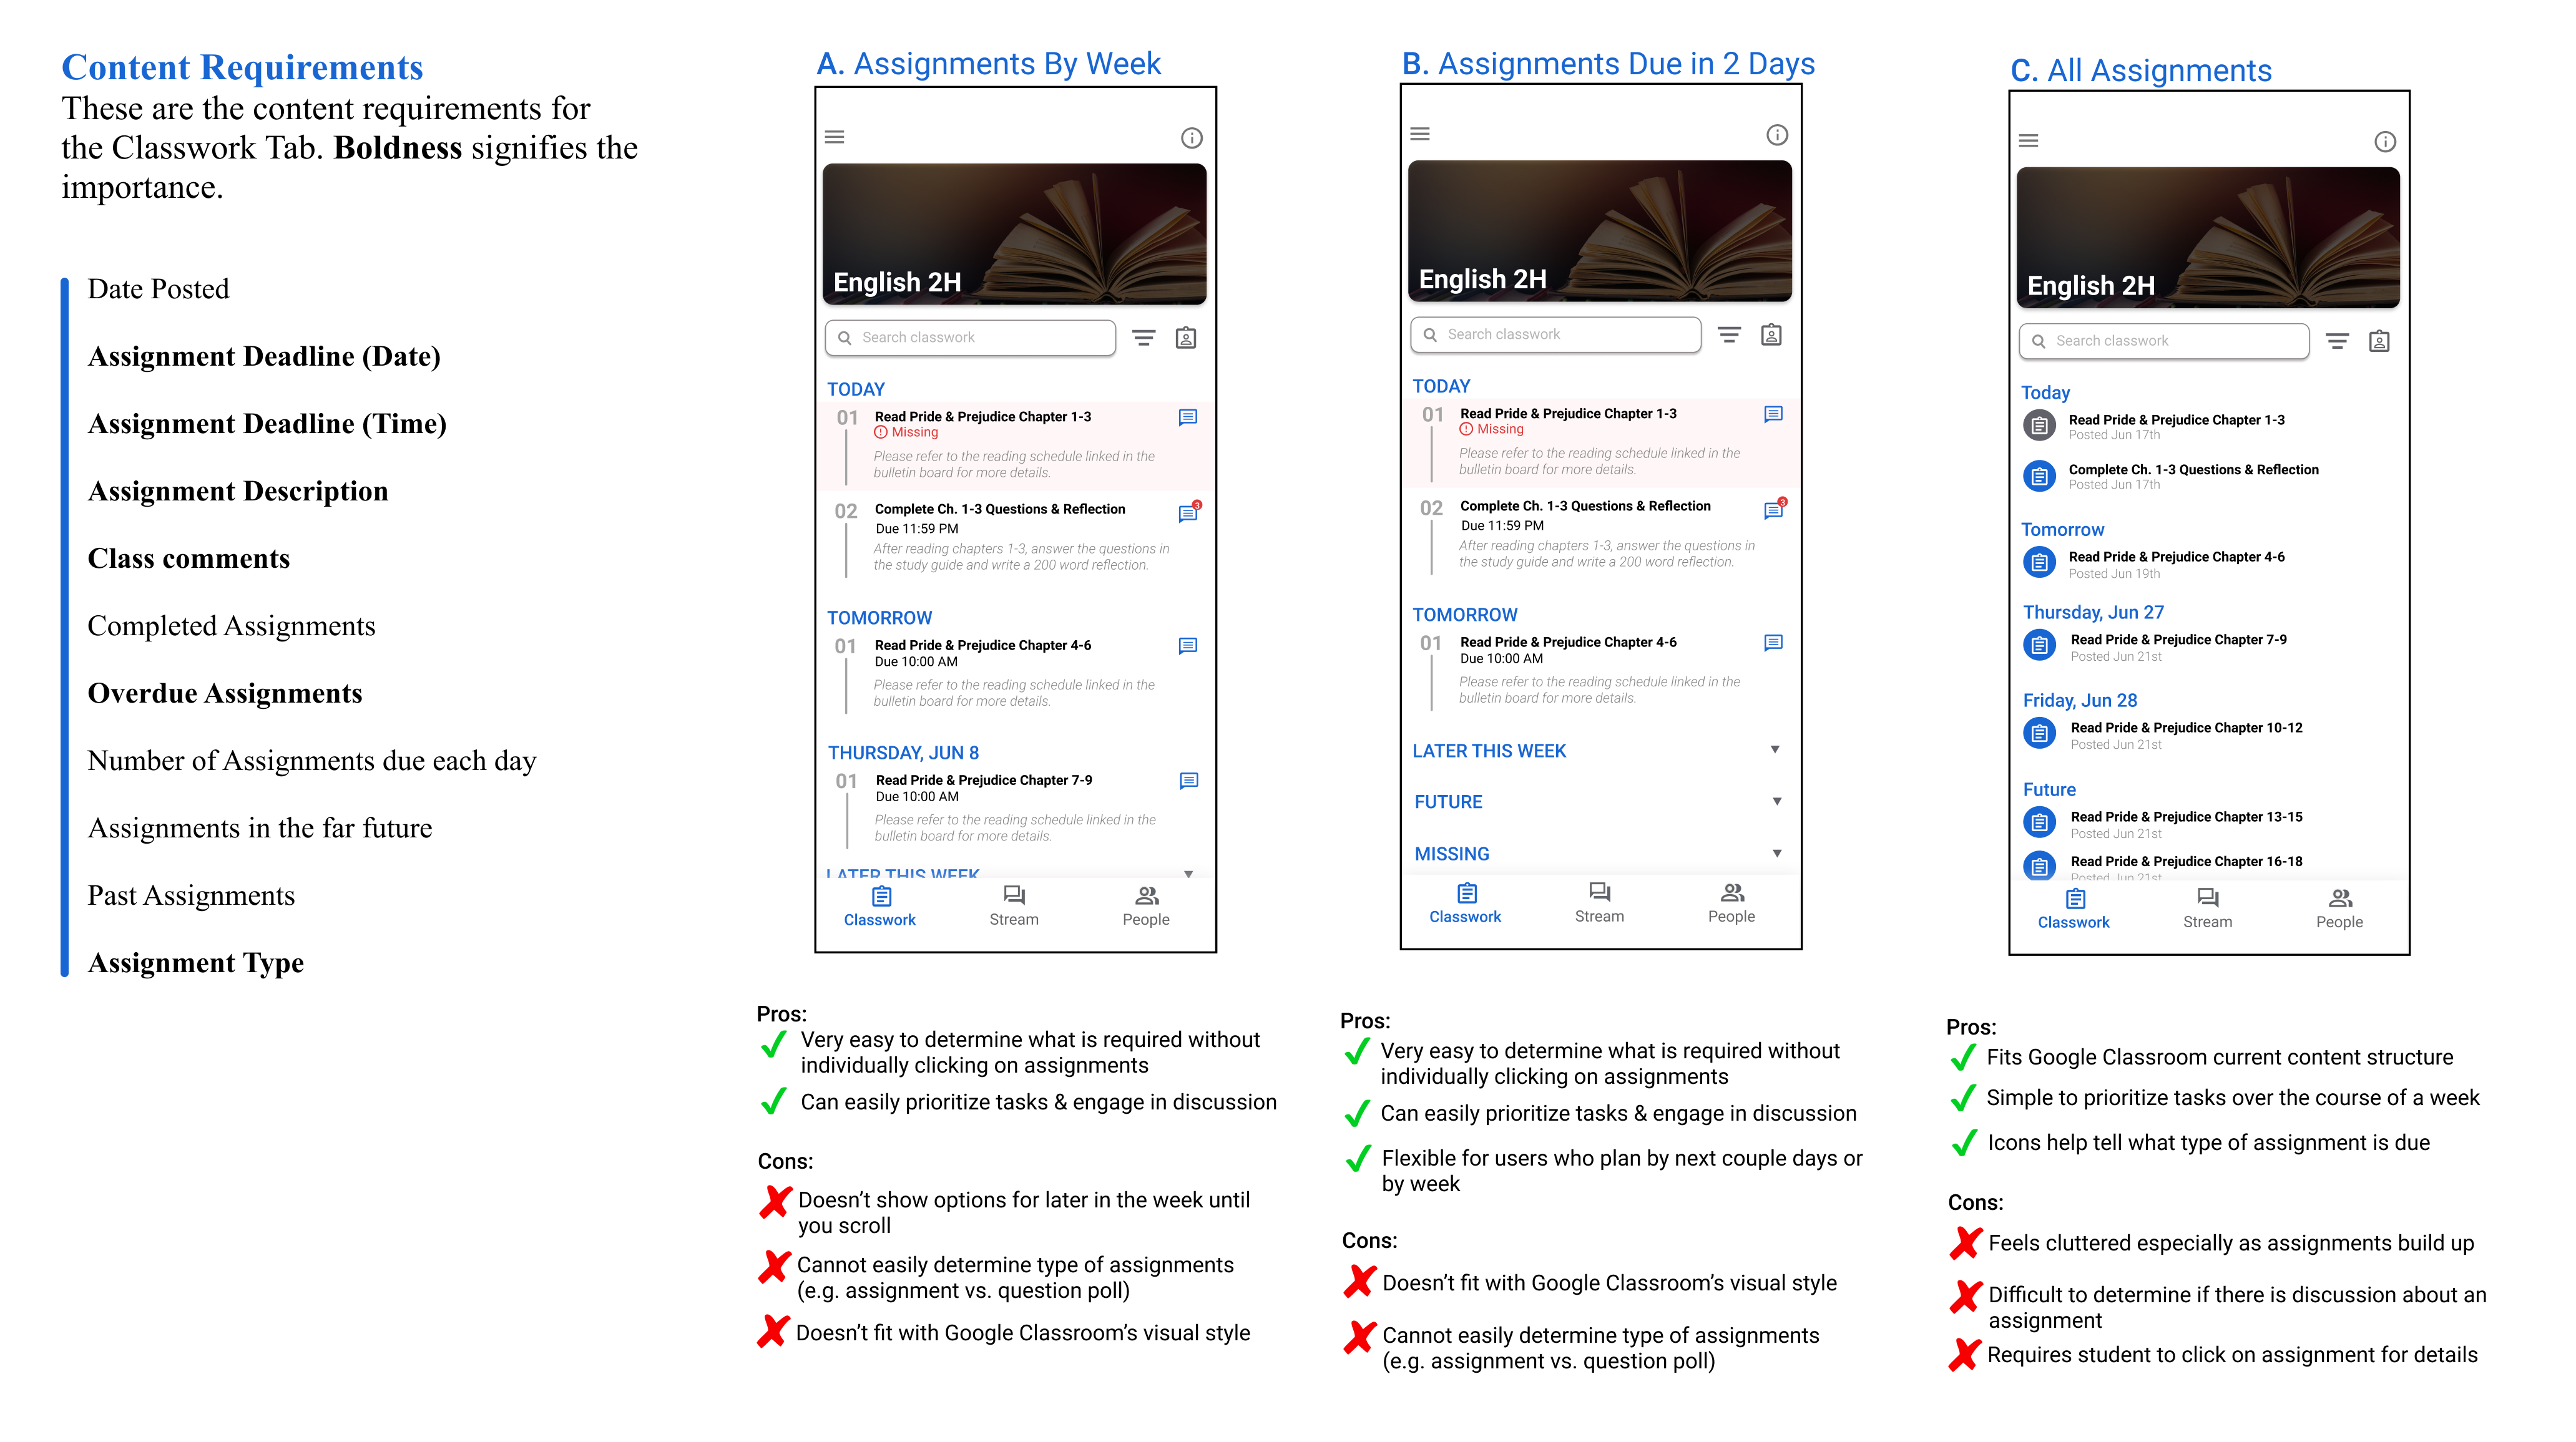 Content Requirements
These are the content requirements for
the Classwork Tab. Boldness signifies the
importance.
Date Posted
Assignment Deadline (Date)
Assignment Deadline (Time)
Assignment Description
Class comments
Completed Assignments
Overdue Assignments
Number of Assignments due each day
Assignments in the far future
Past Assignments
Assignment Type
A. Assignments By Week
English 2H
Search classwork
TODAY
01 Read Pride & Prejudice Chapter 1-3
Missing
Please refer to the reading schedule linked in the
bulletin board for more details.
02 Complete Ch. 1-3 Questions & Reflection
3
Due 11:59 PM
After reading chapters 1-3, answer the questions in
the study guide and write a 200 word reflection.
TOMORROW
01 Read Pride & Prejudice Chapter 4-6
Due 10:00 AM
Please refer to the reading schedule linked in the
bulletin board for more details.
THURSDAY, JUN 8
01 Read Pride & Prejudice Chapter 7-9
Due 10:00 AM
Please refer to the reading schedule linked in the
bulletin board for more details.
LATER THIS WEEK
Classwork Stream People
Pros:
Very easy to determine what is required without
individually clicking on assignments
Can easily prioritize tasks & engage in discussion
Cons:
Doesn't show options for later in the week until
you scroll
Cannot easily determine type of assignments
(e.g. assignment vs. question poll)
Doesn't fit with Google Classroom's visual style
B. Assignments Due in 2 Days
English 2H
Search classwork
TODAY
01 Read Pride & Prejudice Chapter 1-3
Missing
Please refer to the reading schedule linked in the
bulletin board for more details.
02 Complete Ch. 1-3 Questions & Reflection
3
Due 11:59 PM
After reading chapters 1-3, answer the questions in
the study guide and write a 200 word reflection.
TOMORROW
01 Read Pride & Prejudice Chapter 4-6
Due 10:00 AM
Please refer to the reading schedule linked in the
bulletin board for more details.
LATER THIS WEEK
FUTURE
MISSING
Classwork Stream People
Pros:
Very easy to determine what is required without
individually clicking on assignments
Can easily prioritize tasks & engage in discussion
Flexible for users who plan by next couple days or
by week
Cons:
Doesn't fit with Google Classroom's visual style
Cannot easily determine type of assignments
(e.g. assignment vs. question poll)
C. All Assignments
English 2H
Search classwork
Today
Read Pride & Prejudice Chapter 1-3
Posted Jun 17th
Complete Ch. 1-3 Questions & Reflection
Posted Jun 17th
Tomorrow
Read Pride & Prejudice Chapter 4-6
Posted Jun 19th
Thursday, Jun 27
Read Pride & Prejudice Chapter 7-9
Posted Jun 21st
Friday, Jun 28
Read Pride & Prejudice Chapter 10-12
Posted Jun 21st
Future
Read Pride & Prejudice Chapter 13-15
Posted Jun 21st
Read Pride & Prejudice Chapter 16-18
Posted Jun 21st
Classwork Stream People
Pros:
Fits Google Classroom current content structure
Simple to prioritize tasks over the course of a week
Icons help tell what type of assignment is due
Cons:
Feels cluttered especially as assignments build up
Difficult to determine if there is discussion about an
assignment
Requires student to click on assignment for details